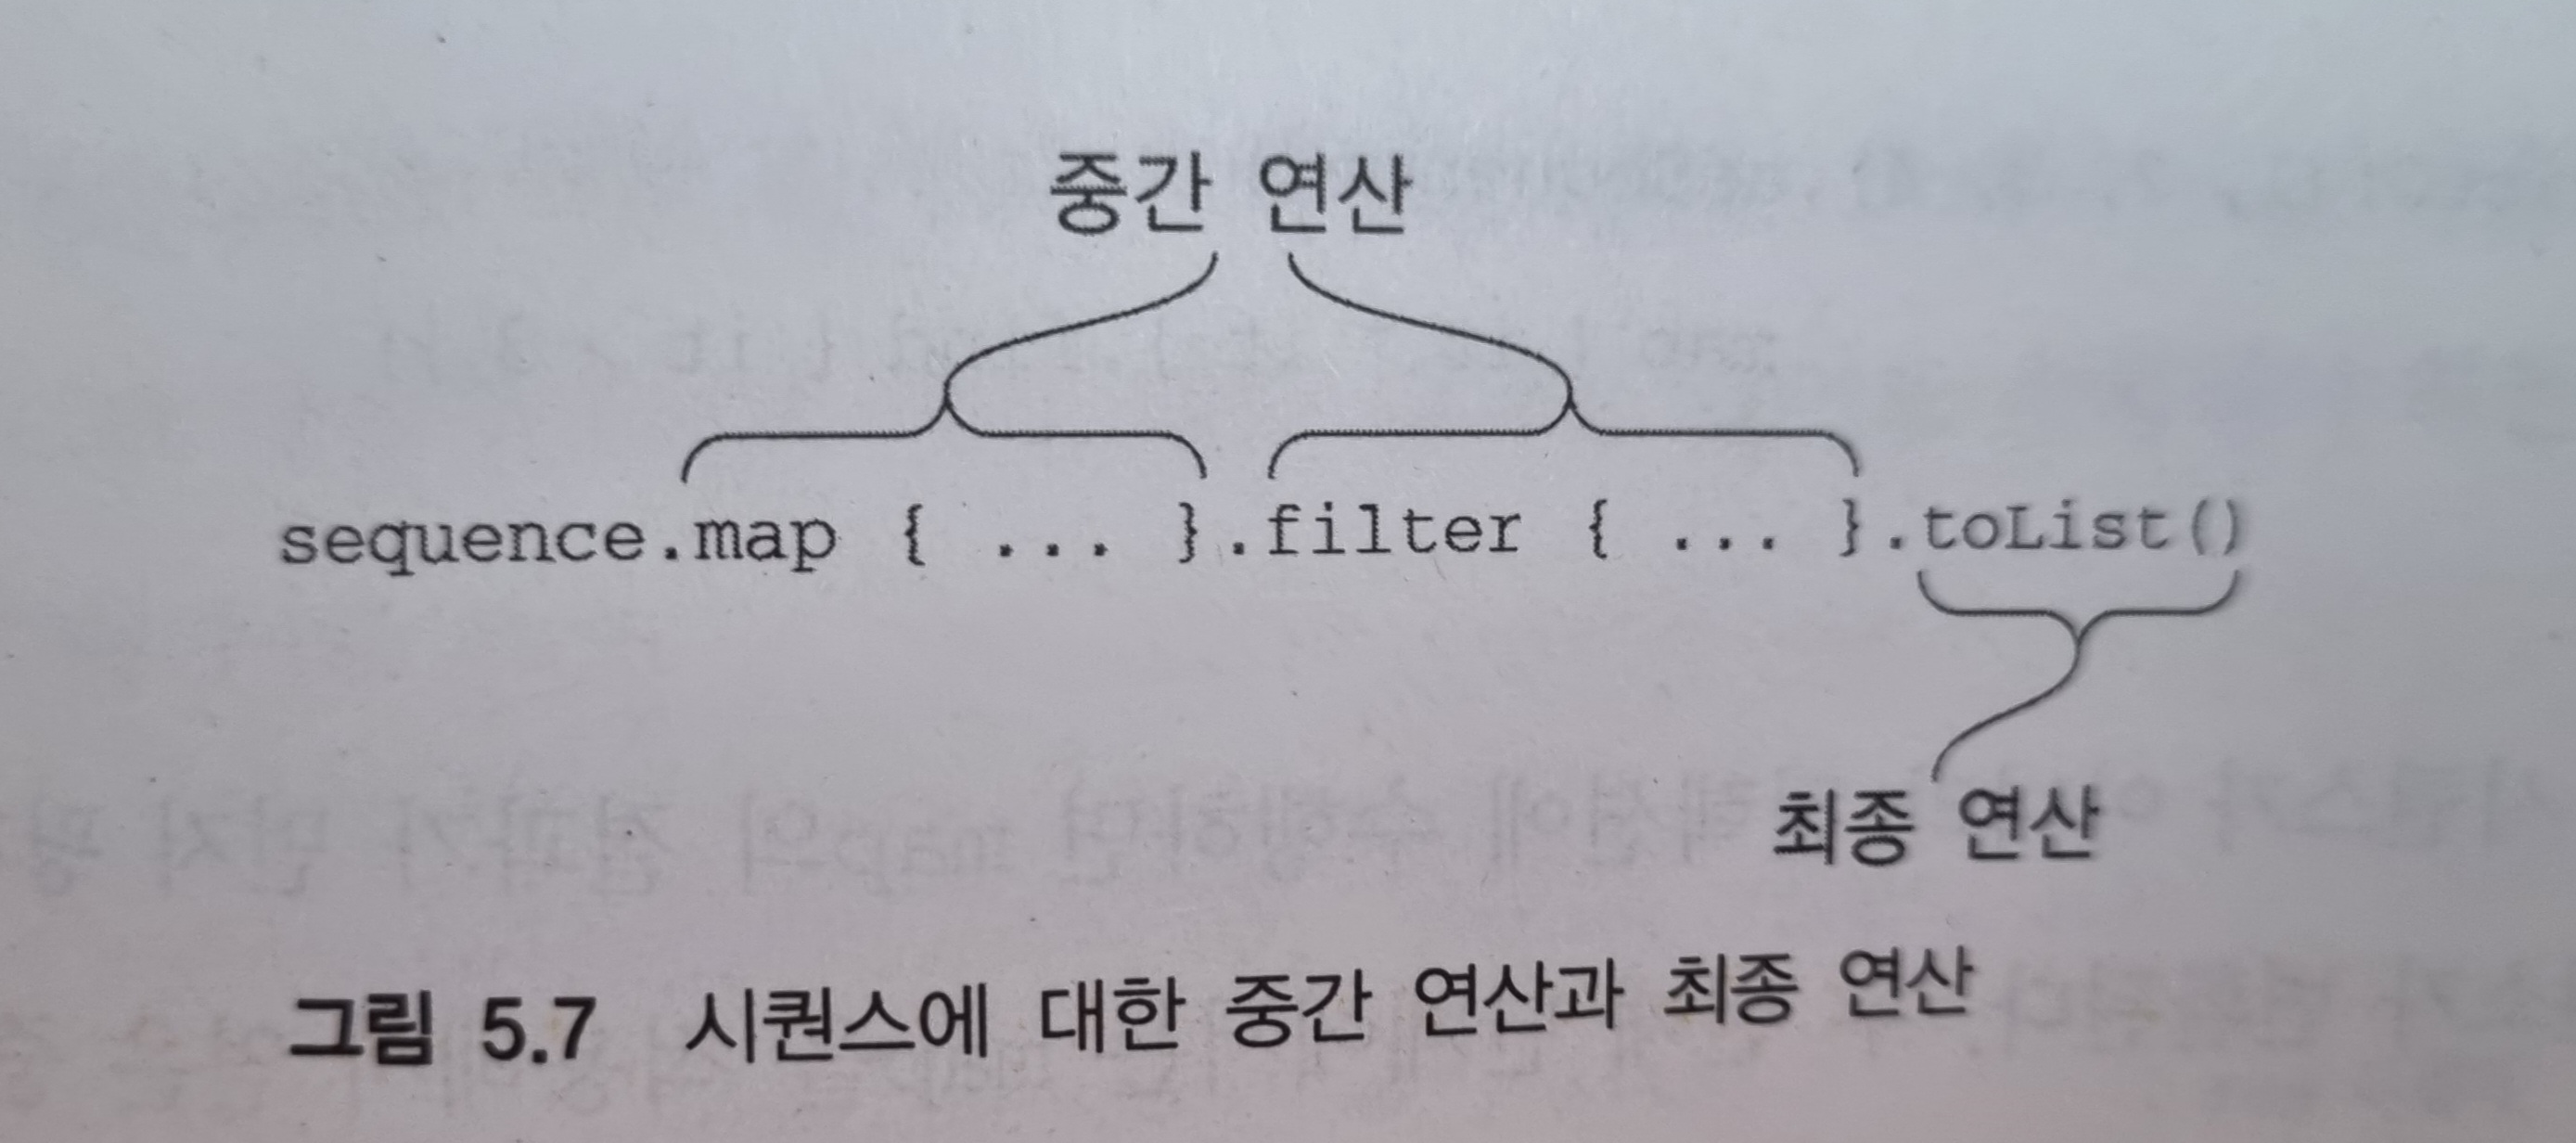 중간 연산
sequence.map { ... }.filter { ... }.toList()
최종 연산
그림 5.7 시퀀스에 대한 중간 연산과 최종 연산